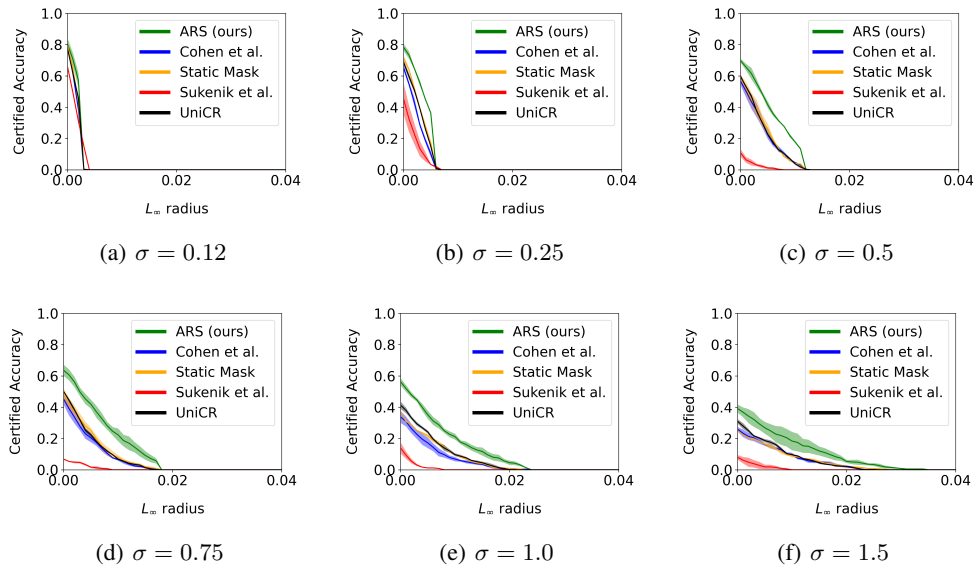 1.0
0.8
0.6
0.4
0.2
0.0
Certified Accuracy
ARS (ours)
Cohen et al.
Static Mask
Sukenik et al.
UniCR
0.00
0.02
0.04
L∞ radius
(a) σ = 0.12
1.0
0.8
0.6
0.4
0.2
0.0
Certified Accuracy
ARS (ours)
Cohen et al.
Static Mask
Sukenik et al.
UniCR
0.00
0.02
0.04
L∞ radius
(b) σ = 0.25
1.0
0.8
0.6
0.4
0.2
0.0
Certified Accuracy
ARS (ours)
Cohen et al.
Static Mask
Sukenik et al.
UniCR
0.00
0.02
0.04
L∞ radius
(c) σ = 0.5
1.0
0.8
0.6
0.4
0.2
0.0
Certified Accuracy
ARS (ours)
Cohen et al.
Static Mask
Sukenik et al.
UniCR
0.00
0.02
0.04
L∞ radius
(d) σ = 0.75
1.0
0.8
0.6
0.4
0.2
0.0
Certified Accuracy
ARS (ours)
Cohen et al.
Static Mask
Sukenik et al.
UniCR
0.00
0.02
0.04
L∞ radius
(e) σ = 1.0
1.0
0.8
0.6
0.4
0.2
0.0
Certified Accuracy
ARS (ours)
Cohen et al.
Static Mask
Sukenik et al.
UniCR
0.00
0.02
0.04
L∞ radius
(f) σ = 1.5